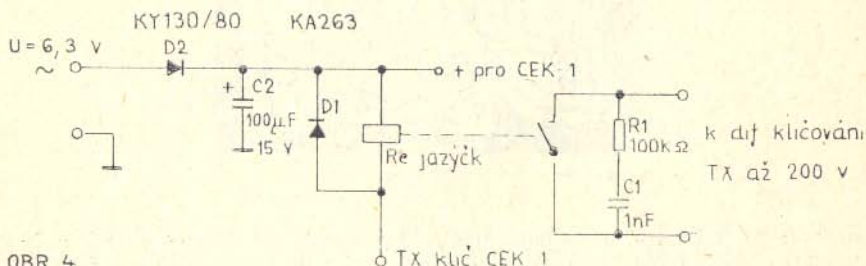 KY130/80 KA263
U = 6,3 V
D2
~
+ pro CEK 1
+ C2
100µF
15 V
D1
Re jazýčk
R1
100k Ω
C1
1nF
k dif klíčování
TX až 200 V
OBR 4
TX klíč CEK 1